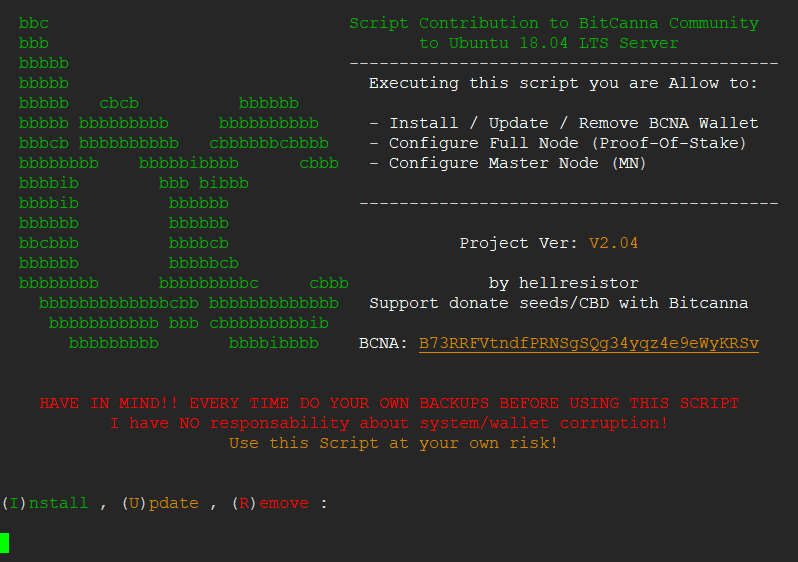 bbc Script Contribution to BitCanna Community
bbb to Ubuntu 18.04 LTS Server
bbbbb -------------------------------------------
bbbbb Executing this script you are Allow to:
bbbbb cbcb bbbbbb
bbbbb bbbbbbbbb bbbbbbbbbb - Install / Update / Remove BCNA Wallet
bbbcb bbbbbbbbbb cbbbbbbcbbbb - Configure Full Node (Proof-Of-Stake)
bbbbbbbb bbbbbibbbb cbbb - Configure Master Node (MN)
bbbbib bbb bibbb
bbbbib bbbbbb ------------------------------------------
bbbbbb bbbbbb
bbcbbb bbbbcb Project Ver: V2.04
bbbbbb bbbbbcb
bbbbbbbb bbbbbbbbbc cbbb by hellresistor
bbbbbbbbbbbbbcbb bbbbbbbbbbbbb Support donate seeds/CBD with Bitcanna
bbbbbbbbbbb bbb cbbbbbbbbbib
bbbbbbbbb bbbbibbbb BCNA: B73RRFVtndfPRNSgSQg34yqz4e9eWyKRSv
HAVE IN MIND!! EVERY TIME DO YOUR OWN BACKUPS BEFORE USING THIS SCRIPT
I have NO responsability about system/wallet corruption!
Use this Script at your own risk!
(I)nstall , (U)pdate , (R)emove :